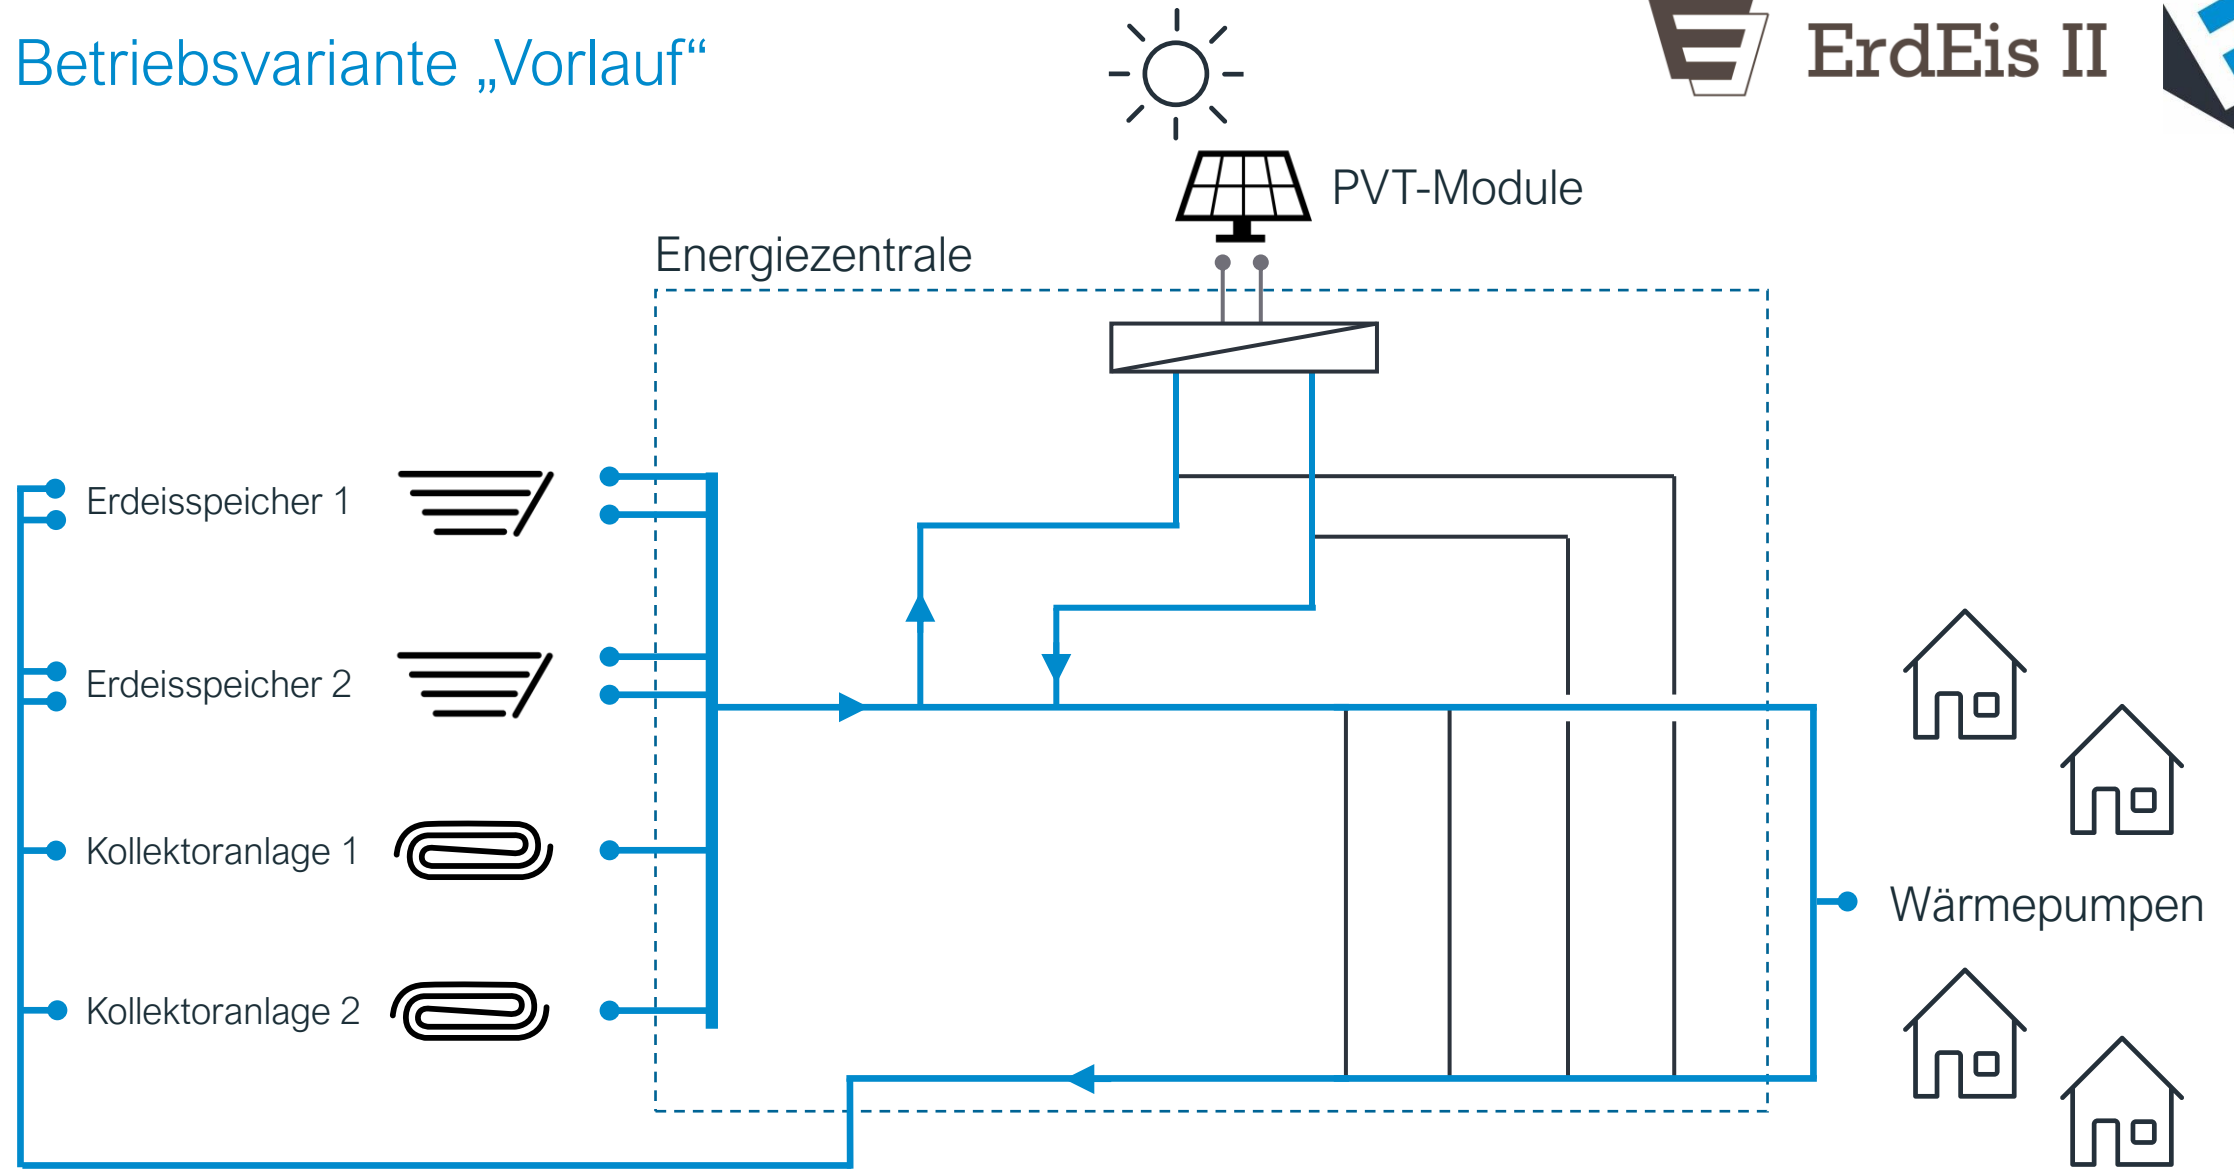 Betriebsvariante „Vorlauf“
ErdEis II
PVT-Module
Energiezentrale
Erdeisspeicher 1
Erdeisspeicher 2
Kollektoranlage 1
Wärmepumpen
Kollektoranlage 2